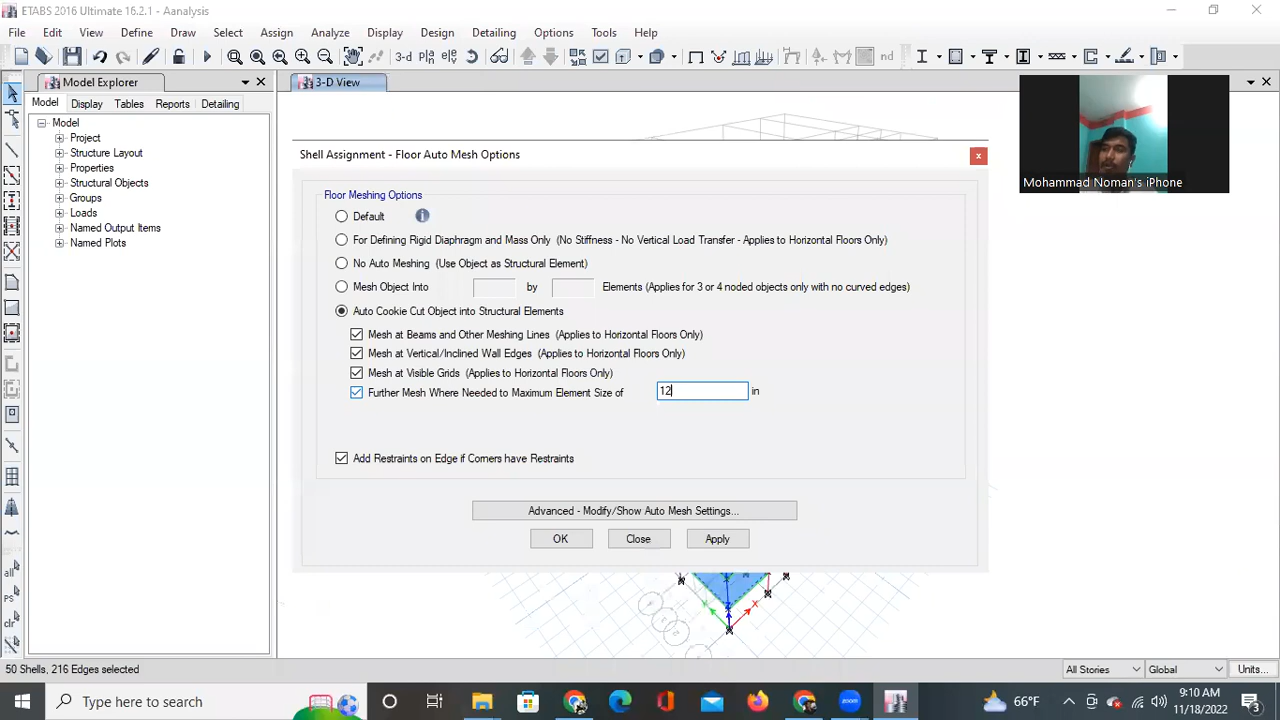 ETABS 2016 Ultimate 16.2.1 - Aanalysis
File Edit View Define Draw Select Assign Analyze Display Design Detailing Options Tools Help
3-d pla ele nd
Model Explorer
3-D View
Model Display Tables Reports Detailing
Model
Project
Structure Layout
Properties
Structural Objects
Groups
Loads
Named Output Items
Named Plots
Mohammad Noman's iPhone
Shell Assignment - Floor Auto Mesh Options
Floor Meshing Options
Default
For Defining Rigid Diaphragm and Mass Only (No Stiffness - No Vertical Load Transfer - Applies to Horizontal Floors Only)
No Auto Meshing (Use Object as Structural Element)
Mesh Object Into by Elements (Applies for 3 or 4 noded objects only with no curved edges)
Auto Cookie Cut Object into Structural Elements
Mesh at Beams and Other Meshing Lines (Applies to Horizontal Floors Only)
Mesh at Vertical/Inclined Wall Edges (Applies to Horizontal Floors Only)
Mesh at Visible Grids (Applies to Horizontal Floors Only)
Further Mesh Where Needed to Maximum Element Size of 12 in
Add Restraints on Edge if Corners have Restraints
Advanced - Modify/Show Auto Mesh Settings...
OK Close Apply
X
all
PS
clr
50 Shells, 216 Edges selected
All Stories Global Units...
Type here to search
66°F
9:10 AM
11/18/2022
3